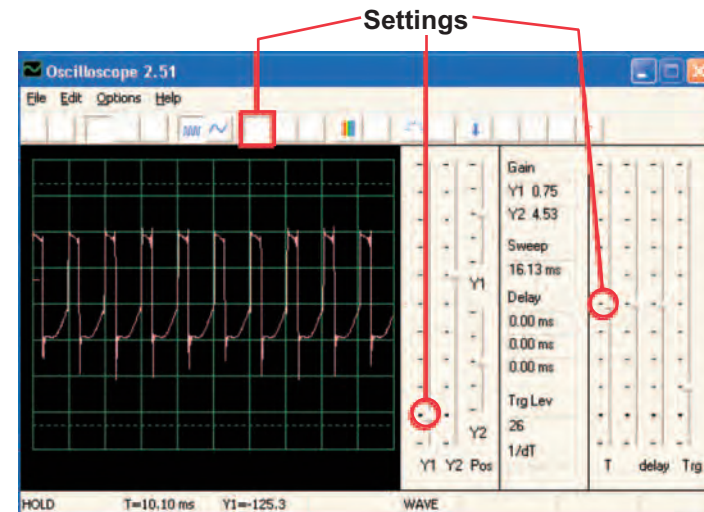 Settings
Oscilloscope 2.51
File Edit Options Help
Gain
Y1 0.75
Y2 4.53
Sweep
16.13 ms
Delay
0.00 ms
0.00 ms
0.00 ms
Trg Lev
26
1/dT
Y1
Y2
Y1 Y2 Pos
T delay Trg
HOLD T=10.10 ms Y1=-125.3 WAVE